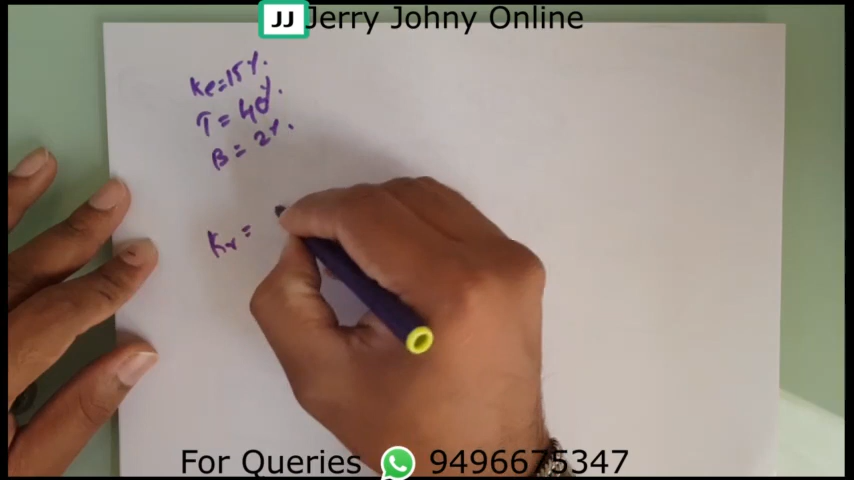 JJ Jerry Johny Online
Ke=15%.
T = 40%.
B = 2%.
Kr =
For Queries 9496675347